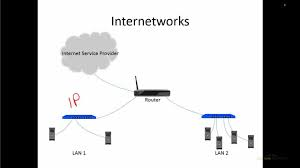 Internetworks
Internet Service Provider
Router
IP
LAN 1
LAN 2